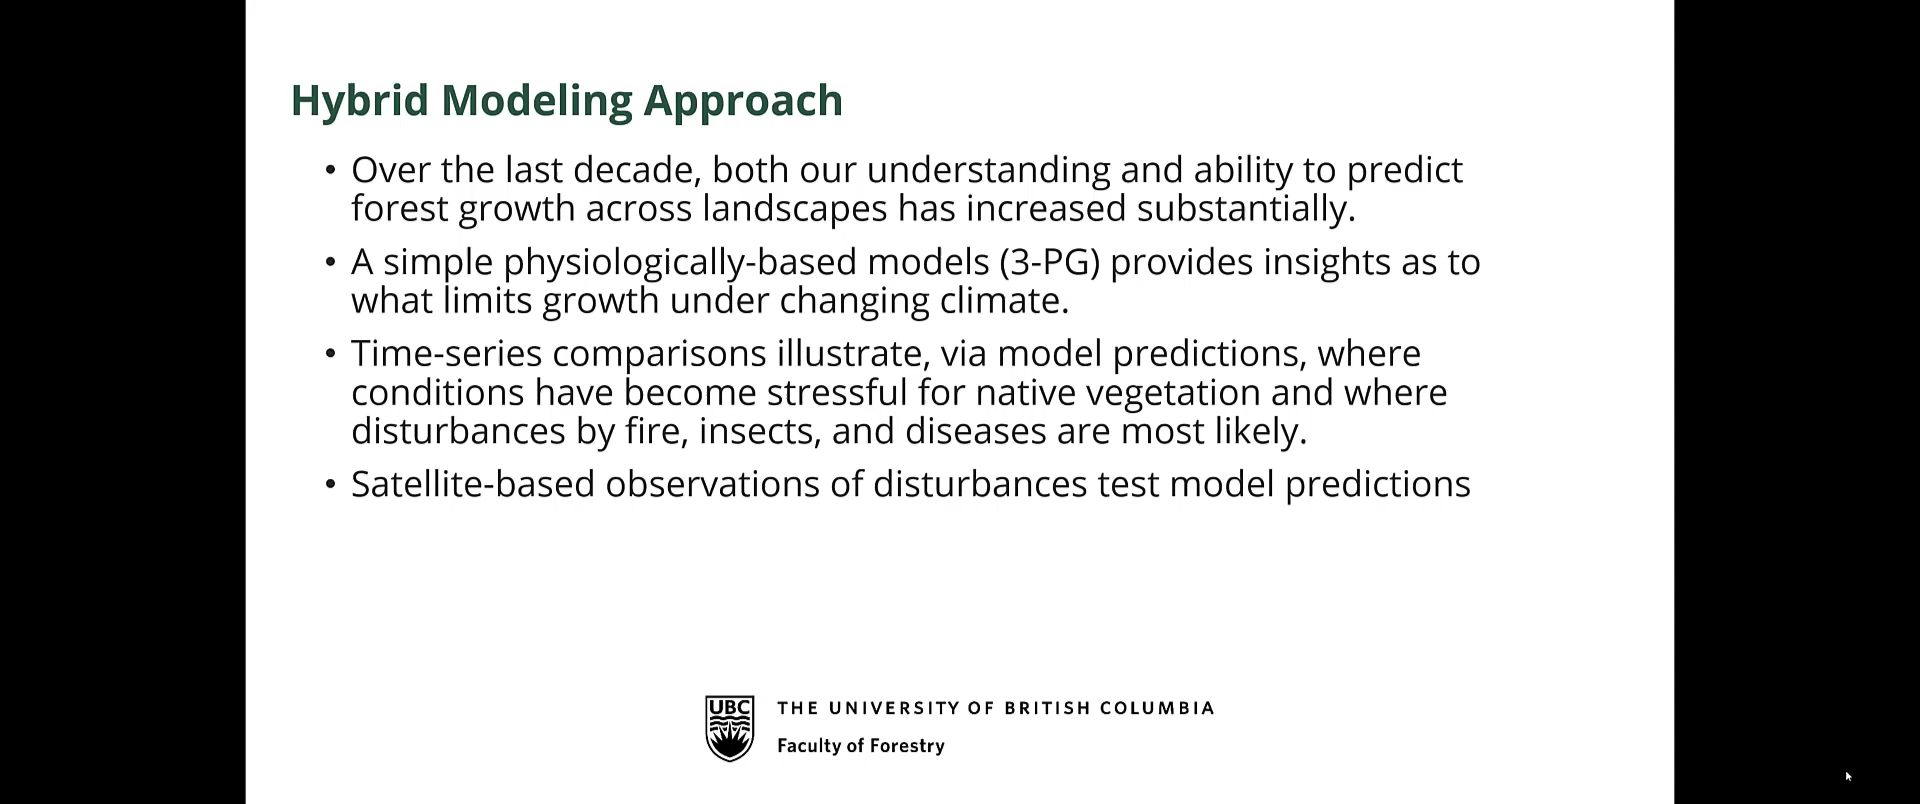 Hybrid Modeling Approach
• Over the last decade, both our understanding and ability to predict
forest growth across landscapes has increased substantially.
• A simple physiologically-based models (3-PG) provides insights as to
what limits growth under changing climate.
• Time-series comparisons illustrate, via model predictions, where
conditions have become stressful for native vegetation and where
disturbances by fire, insects, and diseases are most likely.
• Satellite-based observations of disturbances test model predictions
UBC
THE UNIVERSITY OF BRITISH COLUMBIA
Faculty of Forestry